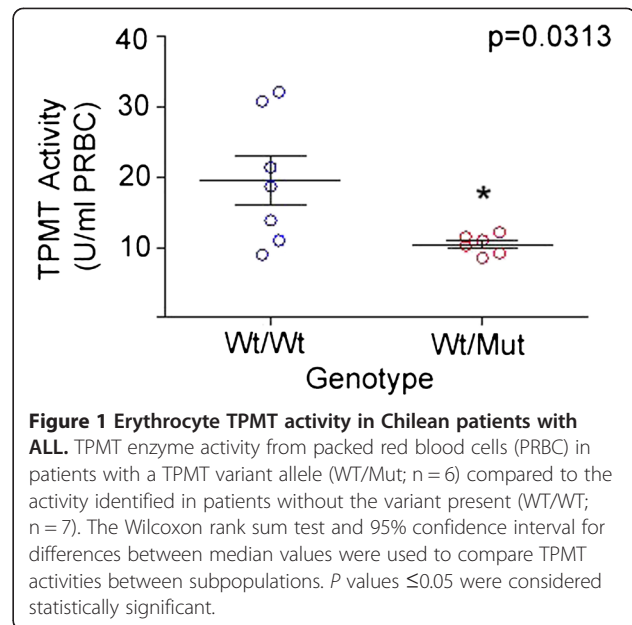 p=0.0313
40
30
20
10
TPMT Activity
(U/ml PRBC)
*
Wt/Wt Wt/Mut
Genotype
Figure 1 Erythrocyte TPMT activity in Chilean patients with
ALL. TPMT enzyme activity from packed red blood cells (PRBC) in
patients with a TPMT variant allele (WT/Mut; n = 6) compared to the
activity identified in patients without the variant present (WT/WT;
n = 7). The Wilcoxon rank sum test and 95% confidence interval for
differences between median values were used to compare TPMT
activities between subpopulations. P values ≤0.05 were considered
statistically significant.